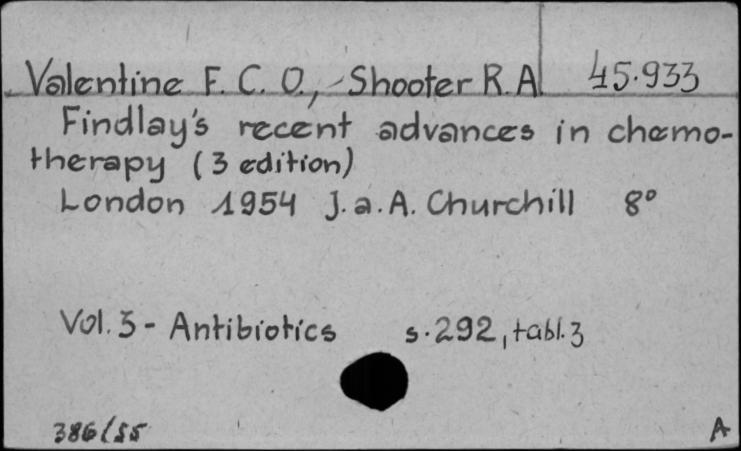 Valentine F. C. O., - Shooter R. A. 45.933
Findlay's recent advances in chemo-
therapy (3 edition)
London 1954 J. a. A. Churchill 8°
Vol. 3 - Antibiotics s. 292, tabl. 3
386/55
A